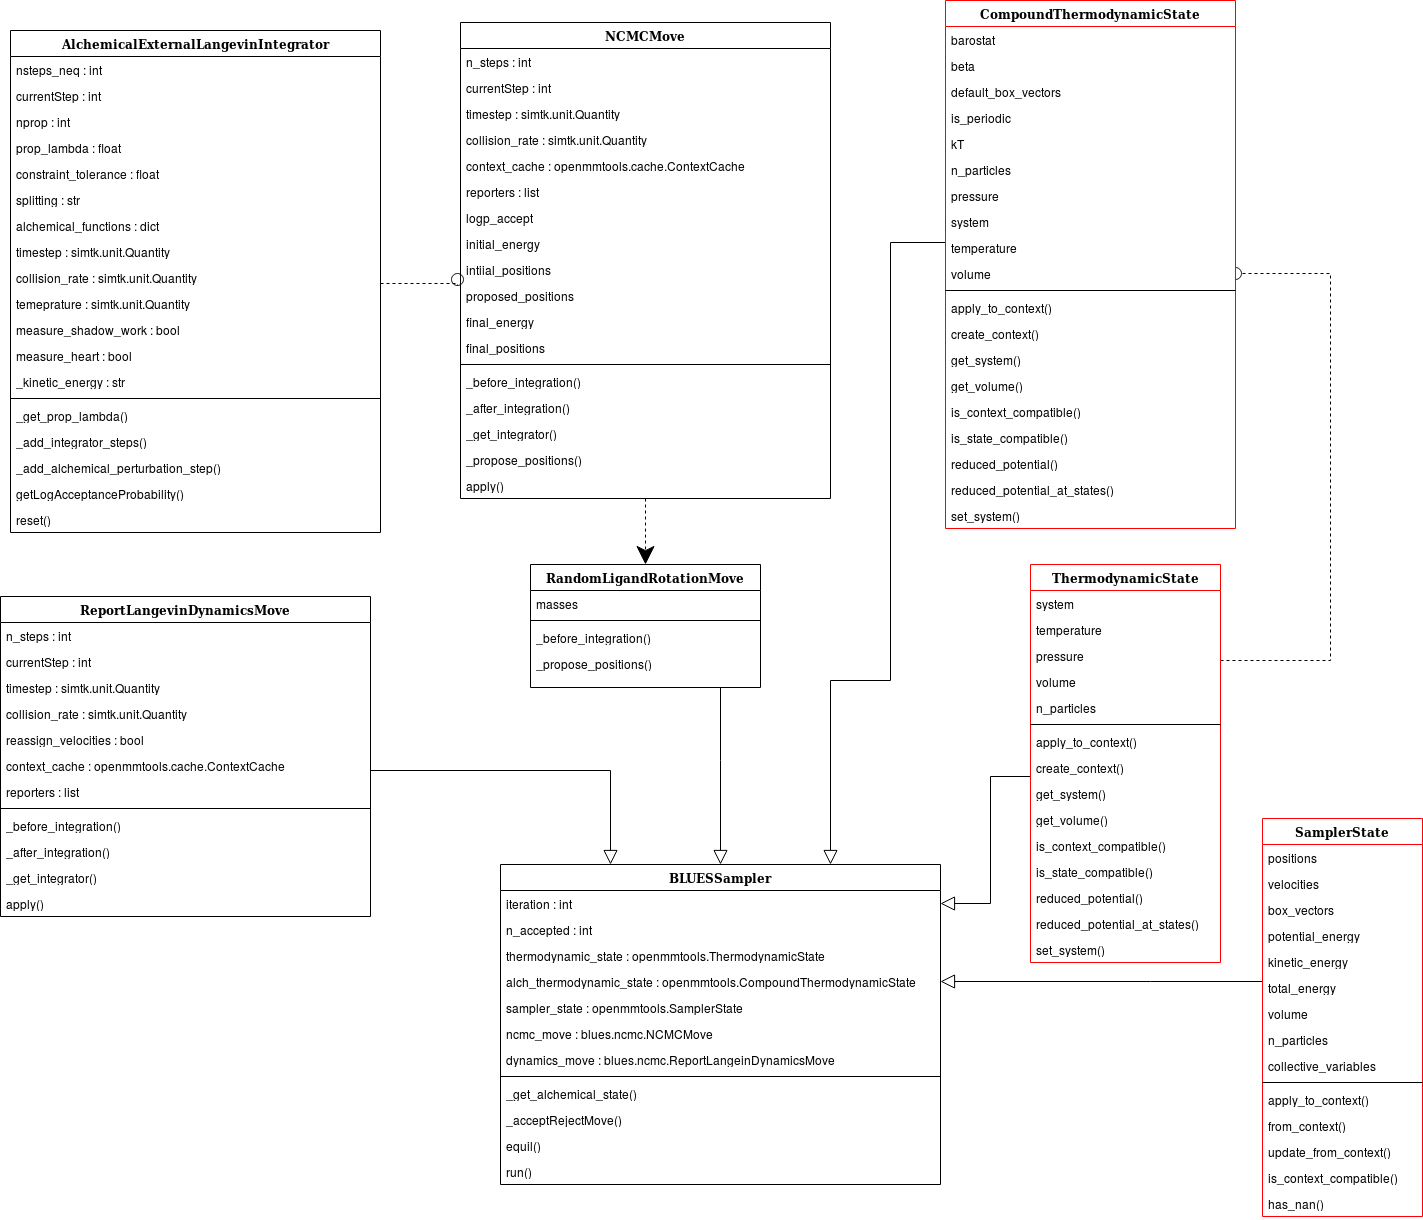 AlchemicalExternalLangevinIntegrator
nsteps_neq : int
currentStep : int
nprop : int
prop_lambda : float
constraint_tolerance : float
splitting : str
alchemical_functions : dict
timestep : simtk.unit.Quantity
collision_rate : simtk.unit.Quantity
temeprature : simtk.unit.Quantity
measure_shadow_work : bool
measure_heart : bool
_kinetic_energy : str
_get_prop_lambda()
_add_integrator_steps()
_add_alchemical_perturbation_step()
getLogAcceptanceProbability()
reset()
NCMCMove
n_steps : int
currentStep : int
timestep : simtk.unit.Quantity
collision_rate : simtk.unit.Quantity
context_cache : openmmtools.cache.ContextCache
reporters : list
logp_accept
initial_energy
intiial_positions
proposed_positions
final_energy
final_positions
_before_integration()
_after_integration()
_get_integrator()
_propose_positions()
apply()
CompoundThermodynamicState
barostat
beta
default_box_vectors
is_periodic
kT
n_particles
pressure
system
temperature
volume
apply_to_context()
create_context()
get_system()
get_volume()
is_context_compatible()
is_state_compatible()
reduced_potential()
reduced_potential_at_states()
set_system()
RandomLigandRotationMove
masses
_before_integration()
_propose_positions()
ThermodynamicState
system
temperature
pressure
volume
n_particles
apply_to_context()
create_context()
get_system()
get_volume()
is_context_compatible()
is_state_compatible()
reduced_potential()
reduced_potential_at_states()
set_system()
ReportLangevinDynamicsMove
n_steps : int
currentStep : int
timestep : simtk.unit.Quantity
collision_rate : simtk.unit.Quantity
reassign_velocities : bool
context_cache : openmmtools.cache.ContextCache
reporters : list
_before_integration()
_after_integration()
_get_integrator()
apply()
BLUESSampler
iteration : int
n_accepted : int
thermodynamic_state : openmmtools.ThermodynamicState
alch_thermodynamic_state : openmmtools.CompoundThermodynamicState
sampler_state : openmmtools.SamplerState
ncmc_move : blues.ncmc.NCMCMove
dynamics_move : blues.ncmc.ReportLangeinDynamicsMove
_get_alchemical_state()
_acceptRejectMove()
equil()
run()
SamplerState
positions
velocities
box_vectors
potential_energy
kinetic_energy
total_energy
volume
n_particles
collective_variables
apply_to_context()
from_context()
update_from_context()
is_context_compatible()
has_nan()